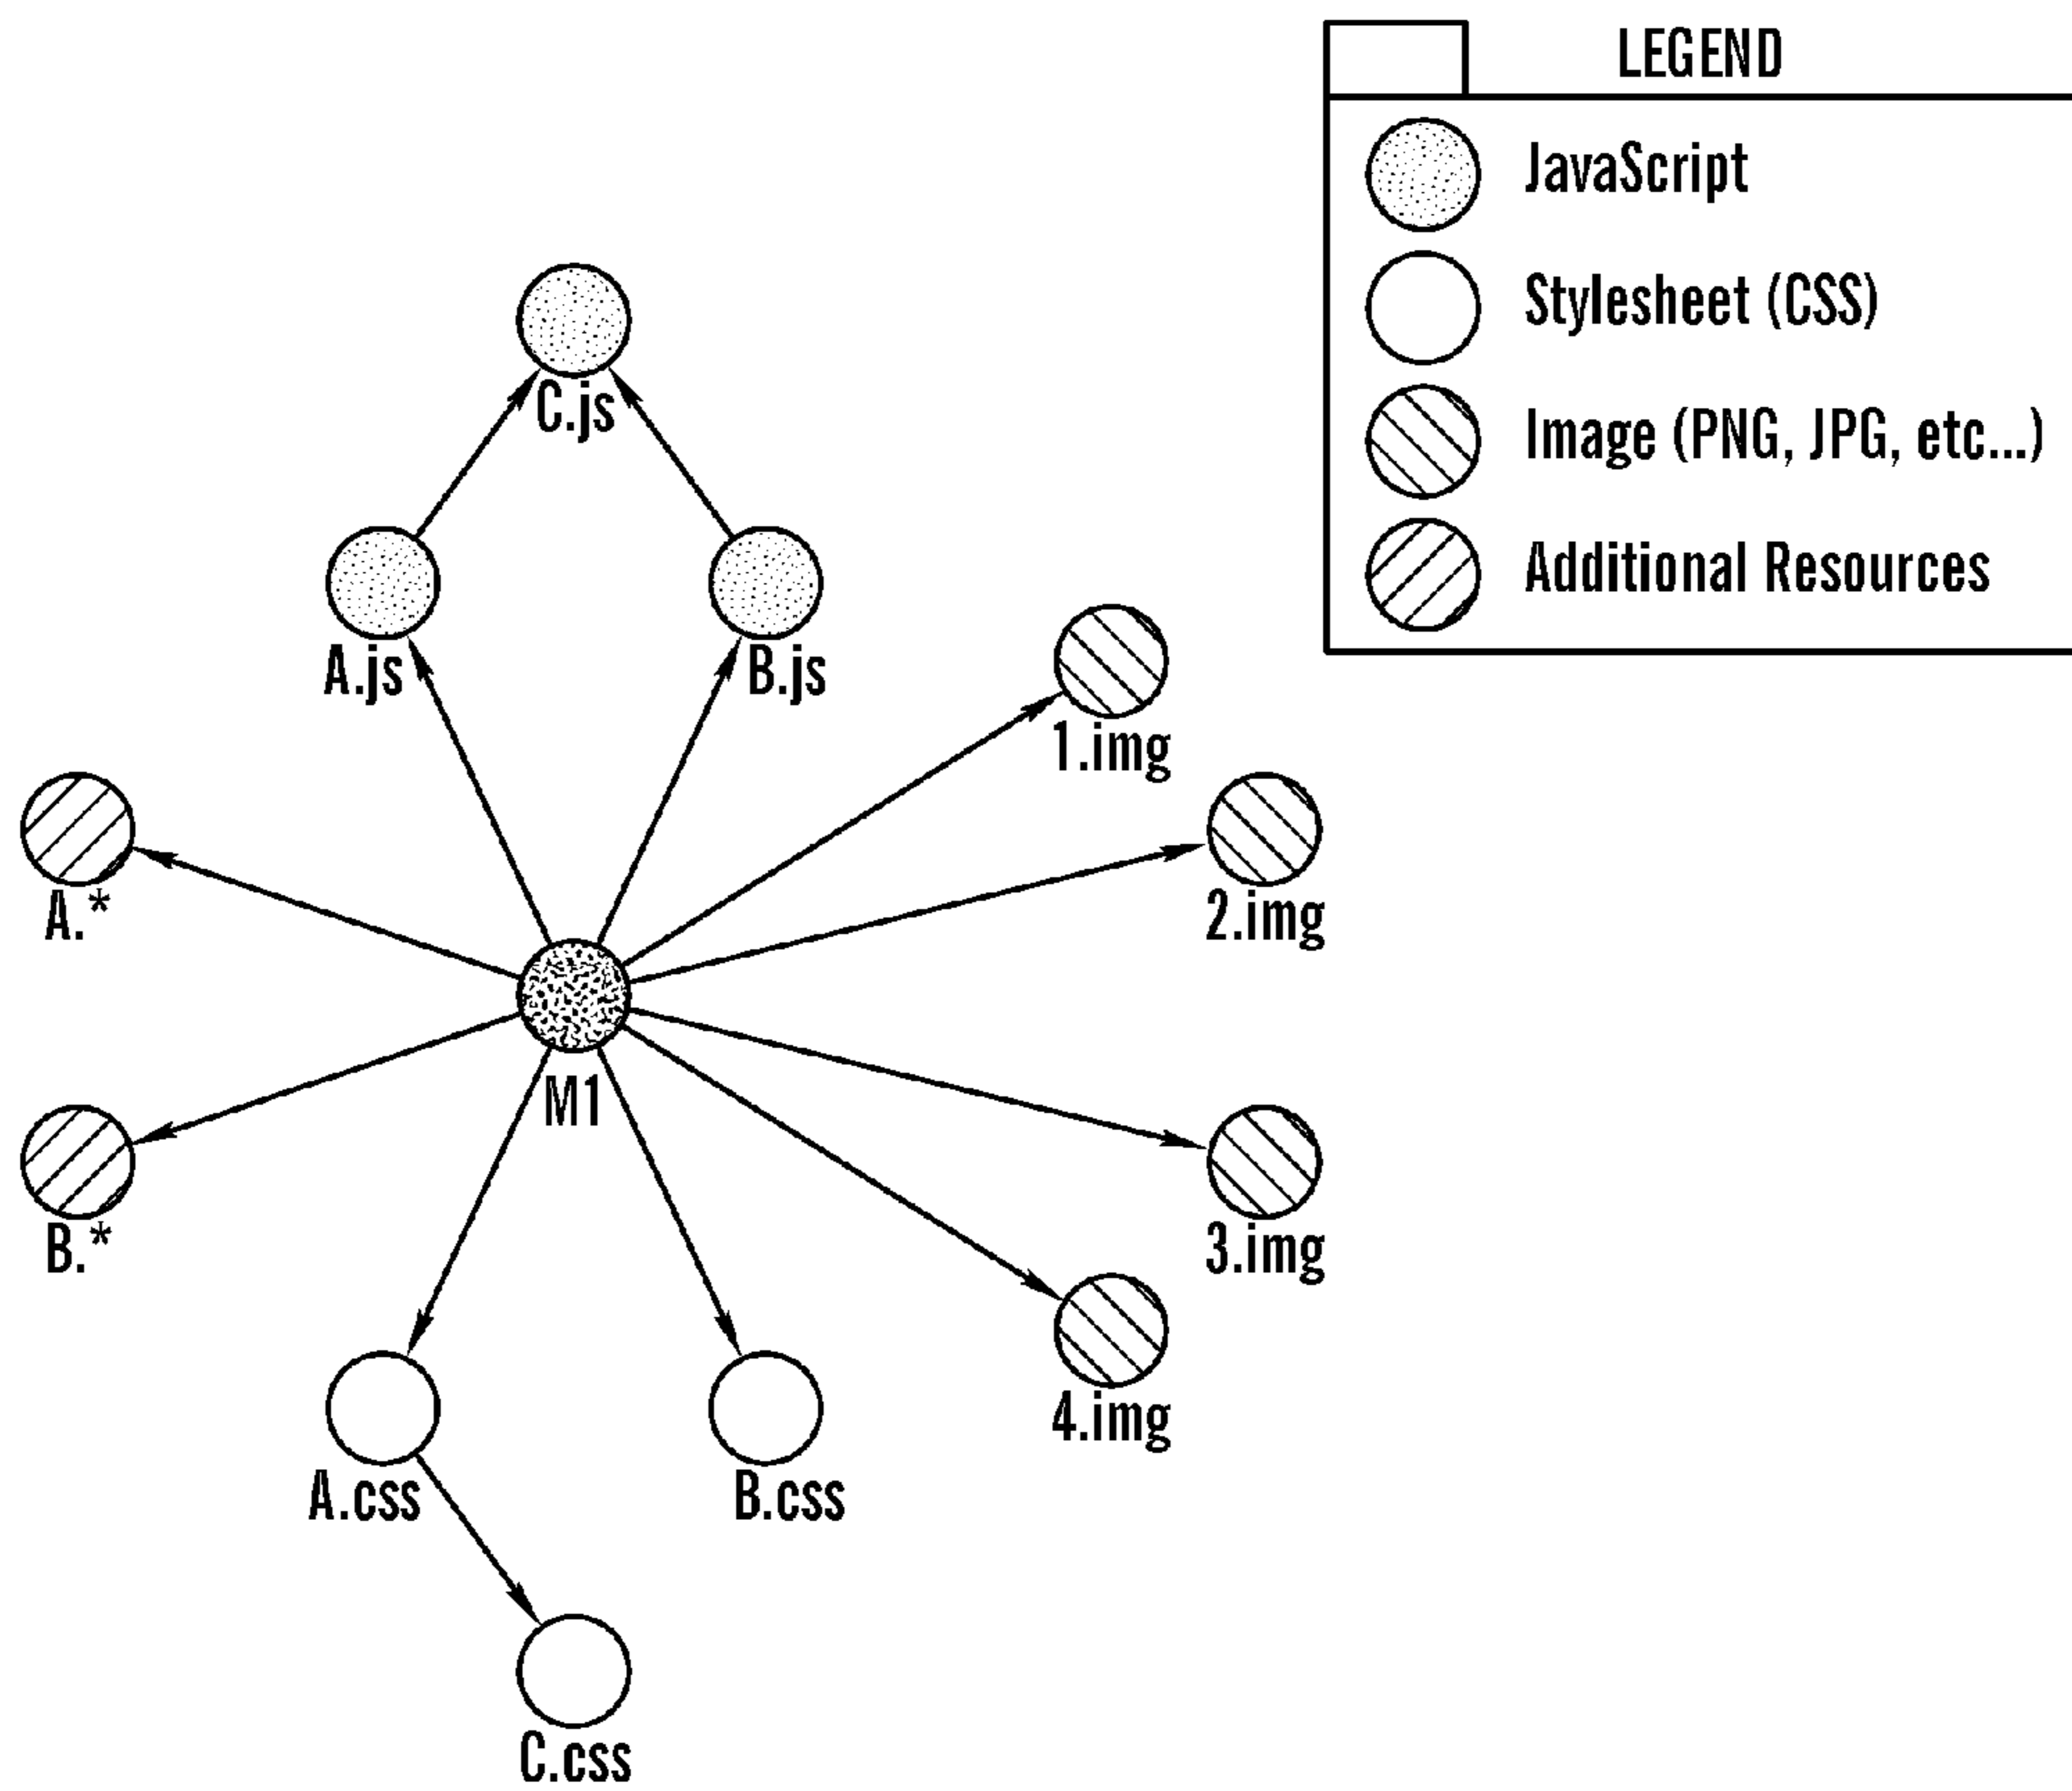 LEGEND
JavaScript
Stylesheet (CSS)
Image (PNG, JPG, etc...)
Additional Resources
C.js
A.js
B.js
1.img
A.*
2.img
M1
B.*
3.img
4.img
A.css
B.css
C.css